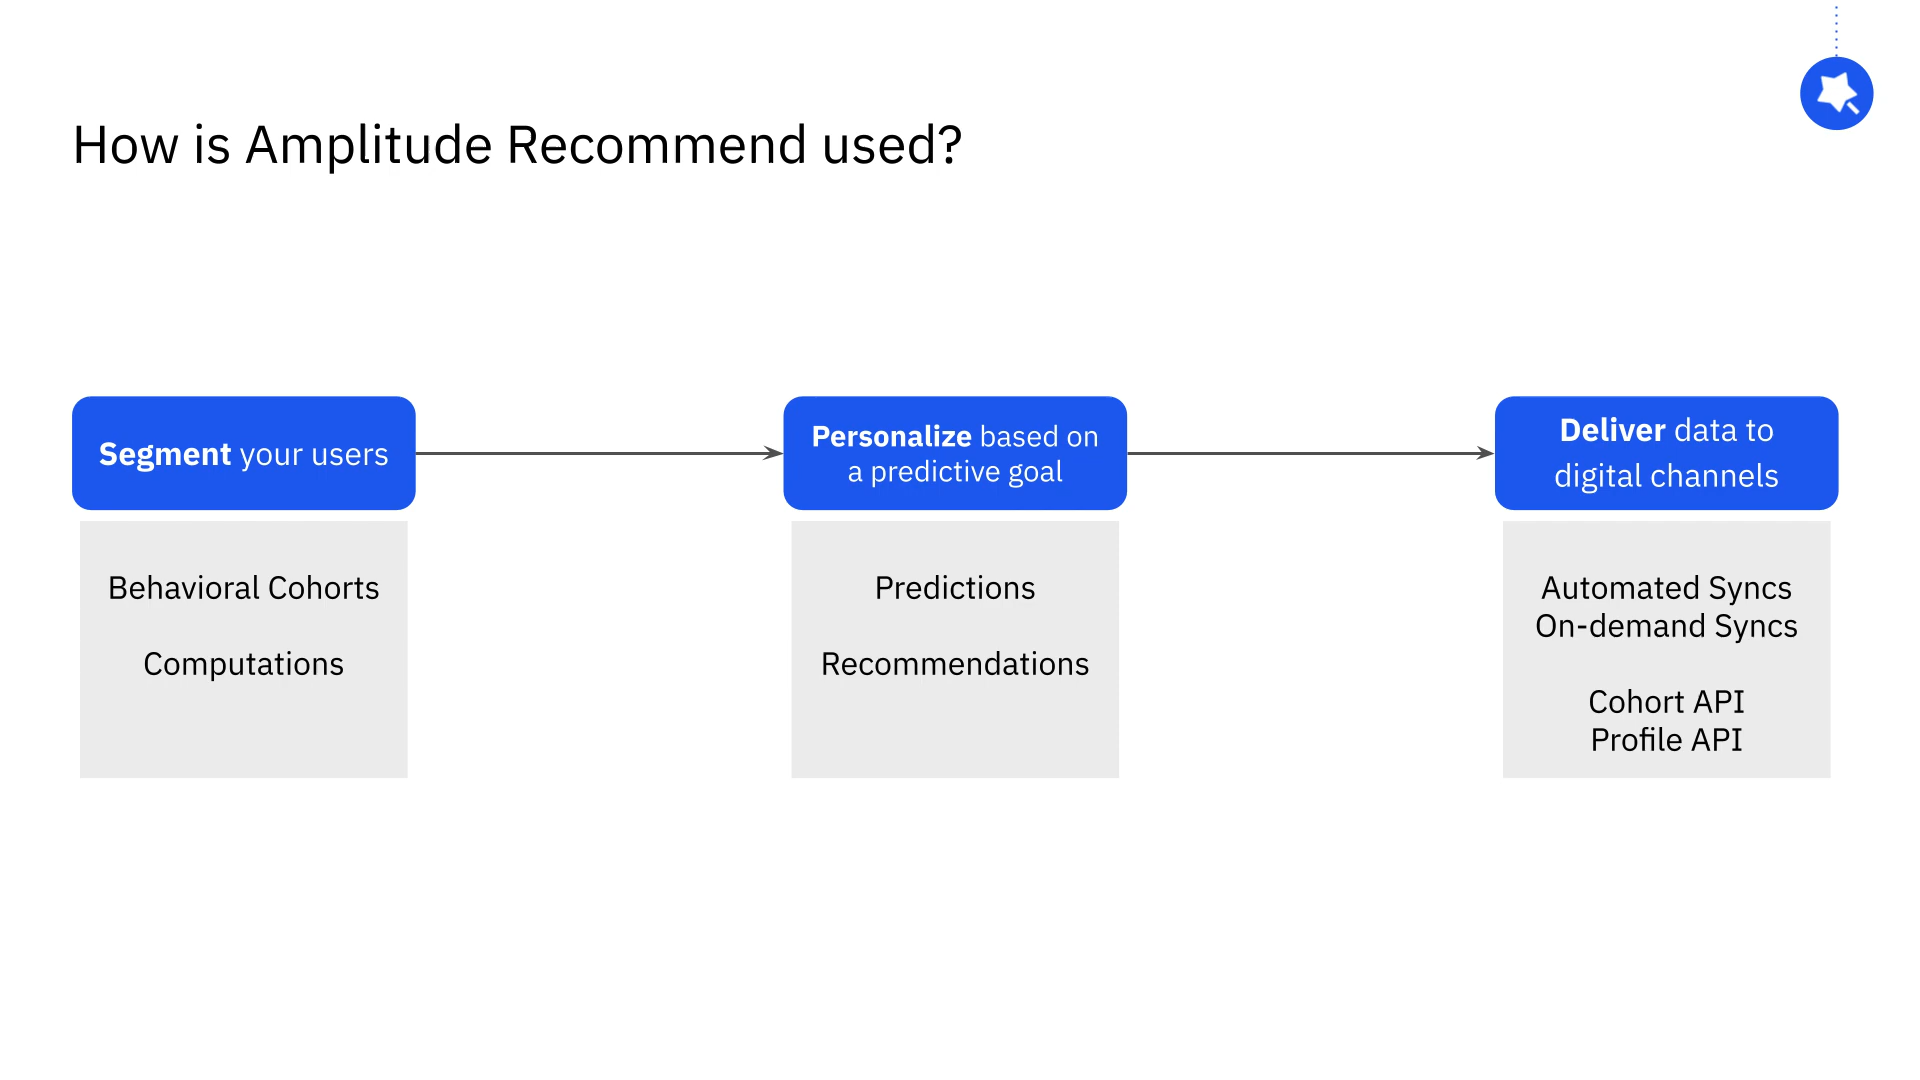 How is Amplitude Recommend used?
Segment your users
Behavioral Cohorts
Computations
Personalize based on
a predictive goal
Predictions
Recommendations
Deliver data to
digital channels
Automated Syncs
On-demand Syncs
Cohort API
Profile API